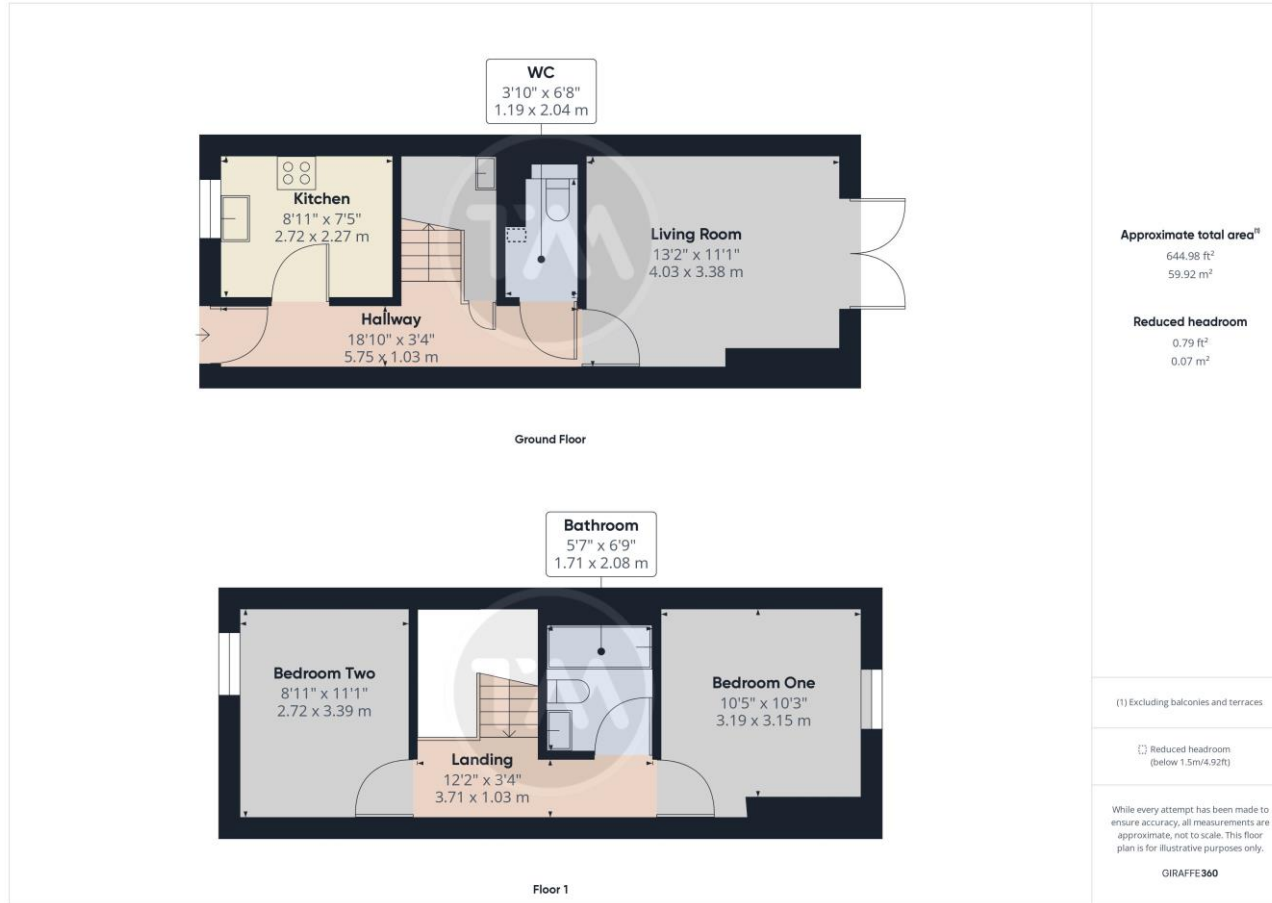 WC
3'10" x 6'8"
1.19 x 2.04 m
Kitchen
8'11" x 7'5"
2.72 x 2.27 m
Living Room
13'2" x 11'1"
4.03 x 3.38 m
Hallway
18'10" x 3'4"
5.75 x 1.03 m
TM
Ground Floor
Bathroom
5'7" x 6'9"
1.71 x 2.08 m
Bedroom Two
8'11" x 11'1"
2.72 x 3.39 m
Bedroom One
10'5" x 10'3"
3.19 x 3.15 m
Landing
12'2" x 3'4"
3.71 x 1.03 m
TM
Floor 1
Approximate total area(1)
644.98 ft²
59.92 m²
Reduced headroom
0.79 ft²
0.07 m²
(1) Excluding balconies and terraces
Reduced headroom
(below 1.5m/4.92ft)
While every attempt has been made to
ensure accuracy, all measurements are
approximate, not to scale. This floor
plan is for illustrative purposes only.
GIRAFFE360